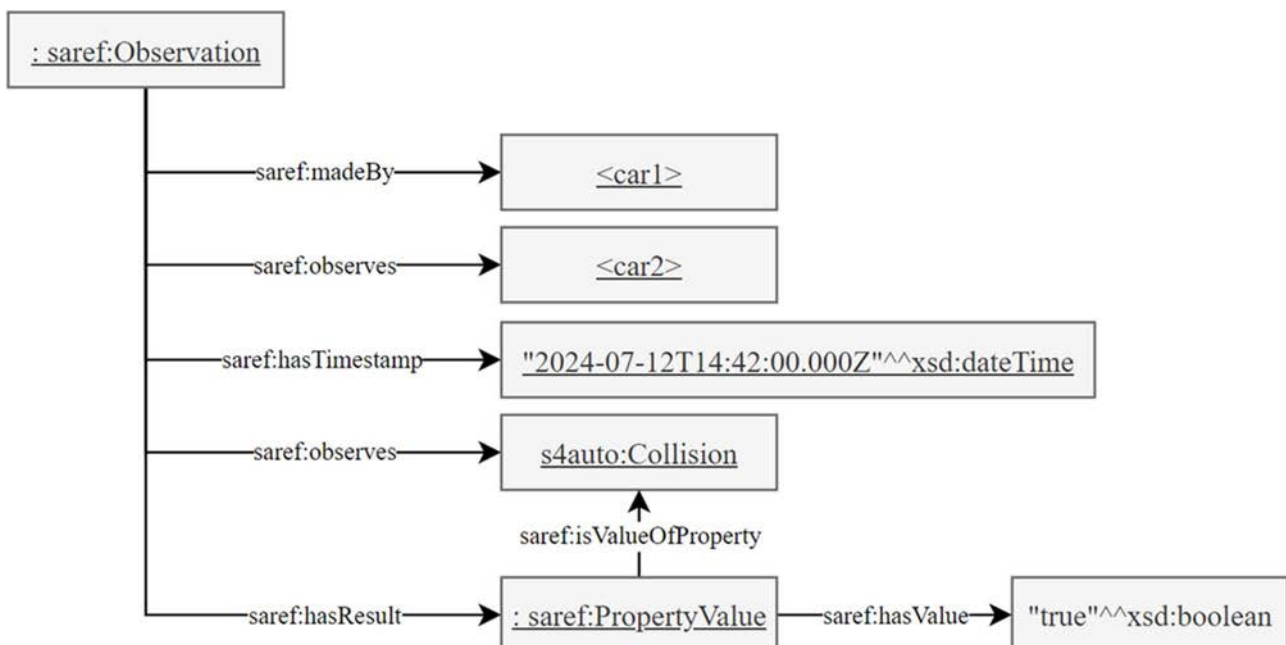 : saref:Observation
saref:madeBy
<car1>
saref:observes
<car2>
saref:hasTimestamp
"2024-07-12T14:42:00.000Z"^^xsd:dateTime
saref:observes
s4auto:Collision
saref:isValueOfProperty
saref:hasResult
: saref:PropertyValue
saref:hasValue
"true"^^xsd:boolean